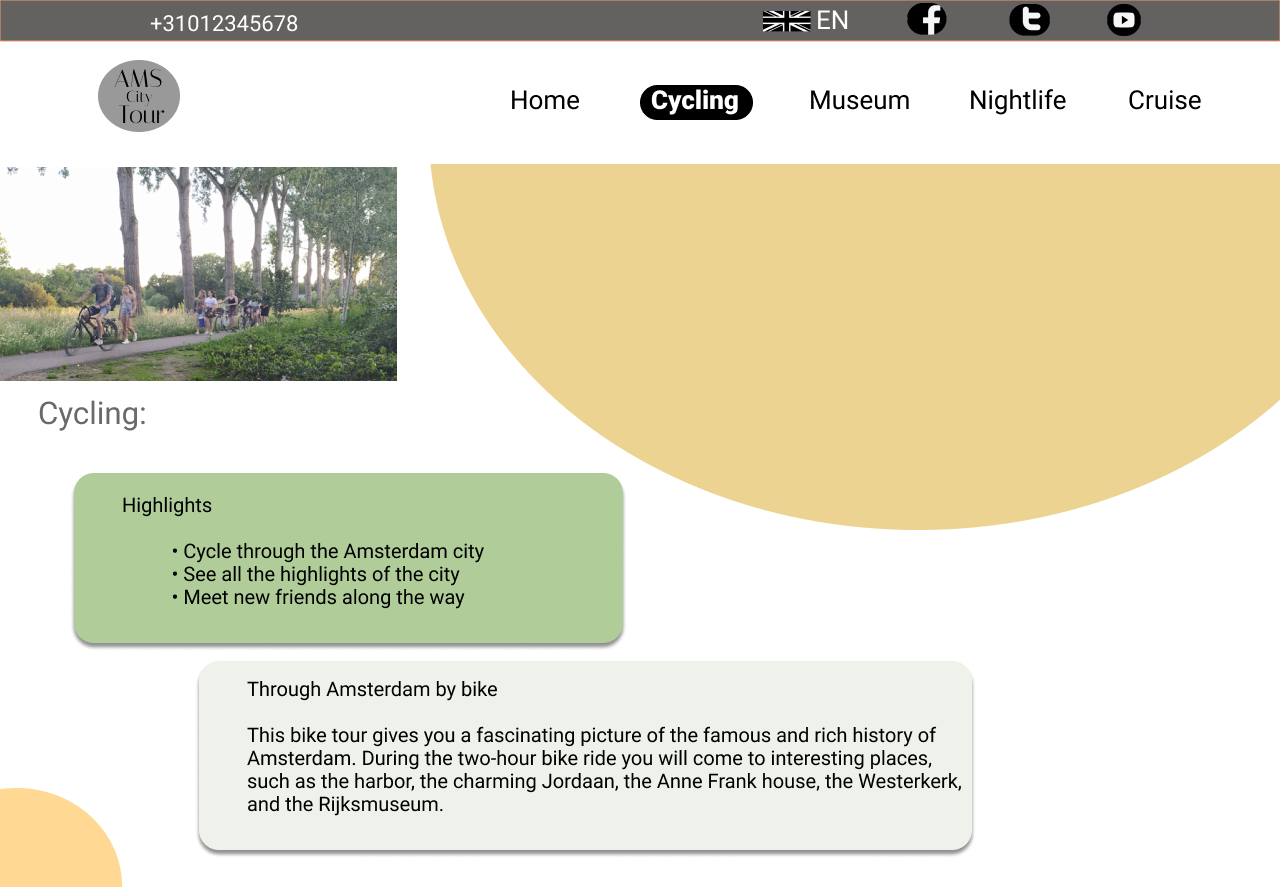 +31012345678
EN
AMS
City
Tour
Home Cycling Museum Nightlife Cruise
Cycling:
Highlights
• Cycle through the Amsterdam city
• See all the highlights of the city
• Meet new friends along the way
Through Amsterdam by bike
This bike tour gives you a fascinating picture of the famous and rich history of
Amsterdam. During the two-hour bike ride you will come to interesting places,
such as the harbor, the charming Jordaan, the Anne Frank house, the Westerkerk,
and the Rijksmuseum.